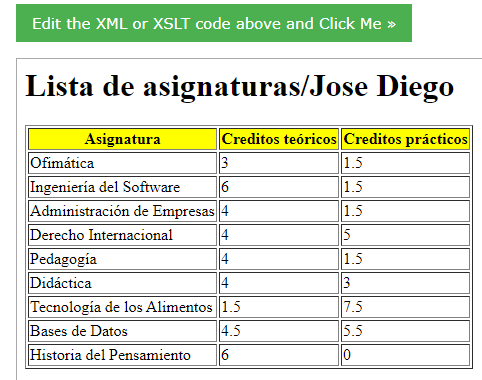 Edit the XML or XSLT code above and Click Me »
Lista de asignaturas/Jose Diego
Asignatura Creditos teóricos Creditos prácticos
Ofimática 3 1.5
Ingeniería del Software 6 1.5
Administración de Empresas 4 1.5
Derecho Internacional 4 5
Pedagogía 4 1.5
Didáctica 4 3
Tecnología de los Alimentos 1.5 7.5
Bases de Datos 4.5 5.5
Historia del Pensamiento 6 0